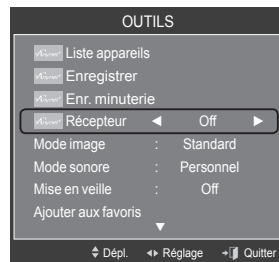 OUTILS
Liste appareils
Enregistrer
Enr. minuterie
Récepteur ◄ Off ►
Mode image : Standard
Mode sonore : Personnel
Mise en veille : Off
Ajouter aux favoris
▼
Dépl. Réglage Quitter